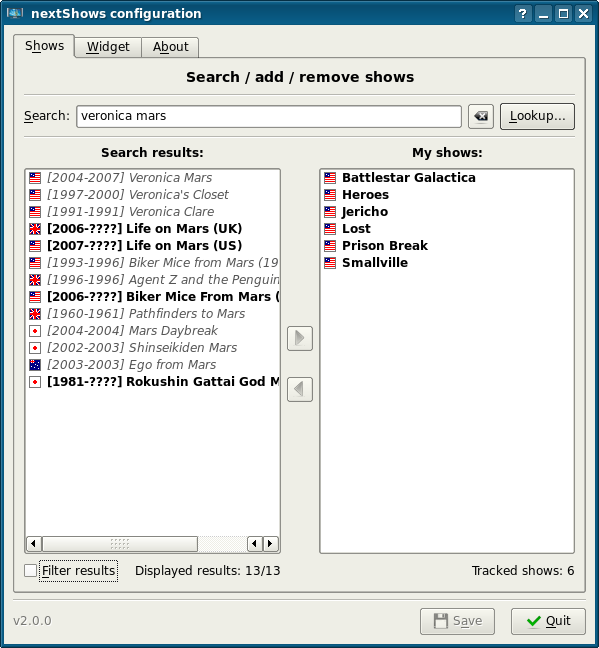 nextShows configuration
Shows
Widget
About
Search / add / remove shows
Search:
veronica mars
Lookup...
Search results:
My shows:
[2004-2007] Veronica Mars
[1997-2000] Veronica's Closet
[1991-1991] Veronica Clare
[2006-????] Life on Mars (UK)
[2007-????] Life on Mars (US)
[1993-1996] Biker Mice from Mars (19
[1996-1996] Agent Z and the Penguin
[2006-????] Biker Mice From Mars (
[1960-1961] Pathfinders to Mars
[2004-2004] Mars Daybreak
[2002-2003] Shinseikiden Mars
[2003-2003] Ego from Mars
[1981-????] Rokushin Gattai God M
Battlestar Galactica
Heroes
Jericho
Lost
Prison Break
Smallville
Filter results
Displayed results: 13/13
Tracked shows: 6
v2.0.0
Save
Quit